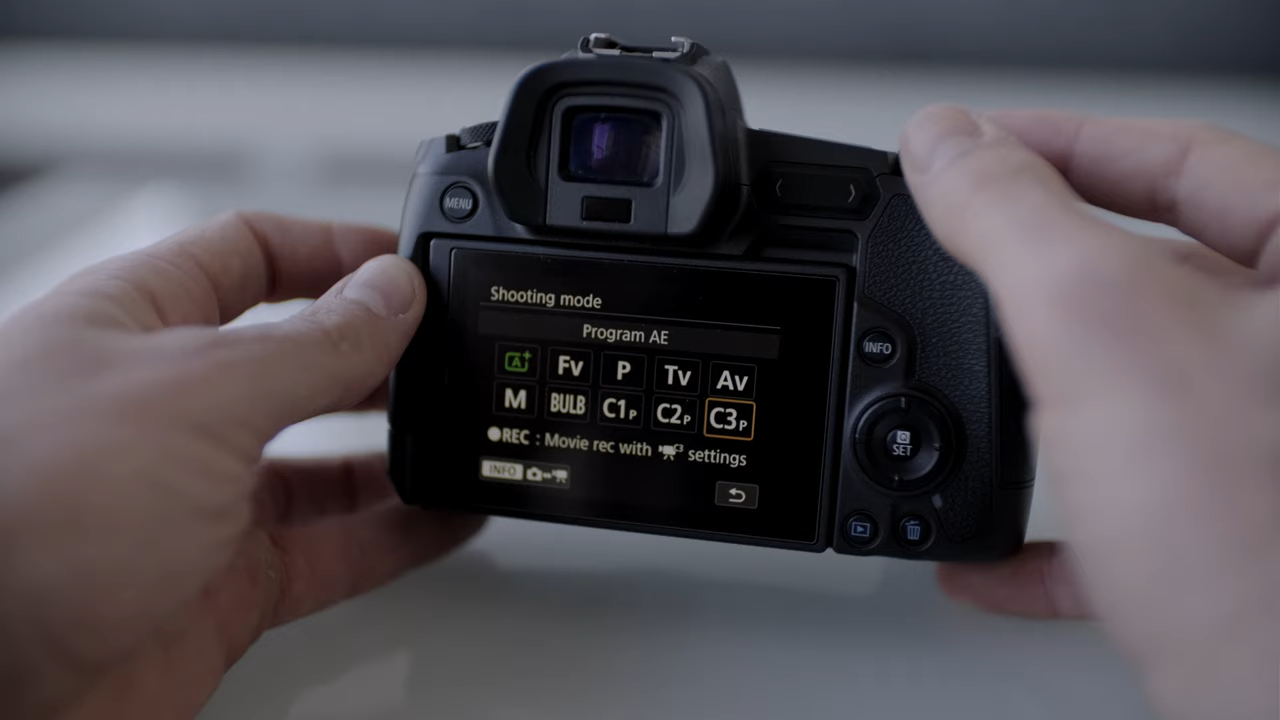 MENU
Shooting mode
Program AE
A+ Fv P Tv Av
M BULB C1P C2P C3P
REC : Movie rec with C3 settings
INFO
INFO
Q
SET